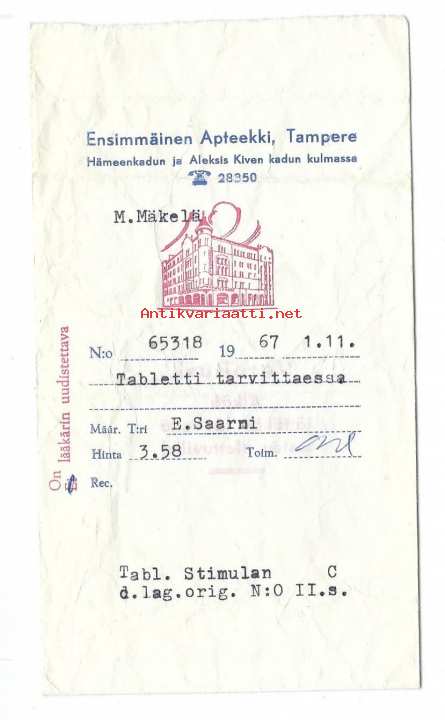 Ensimmäinen Apteekki, Tampere
Hämeenkadun ja Aleksis Kiven kadun kulmassa
☎ 28350
M.Mäkelä
Antikvariaatti.net
N:o 65318 19 67 1.11.
Tabletti tarvittaessa
Määr. T:ri E.Saarni
Hinta 3.58 Toim.
Rec.
On lääkärin uudistettava
Tabl. Stimulan C
d.lag.orig. N:O II.s.